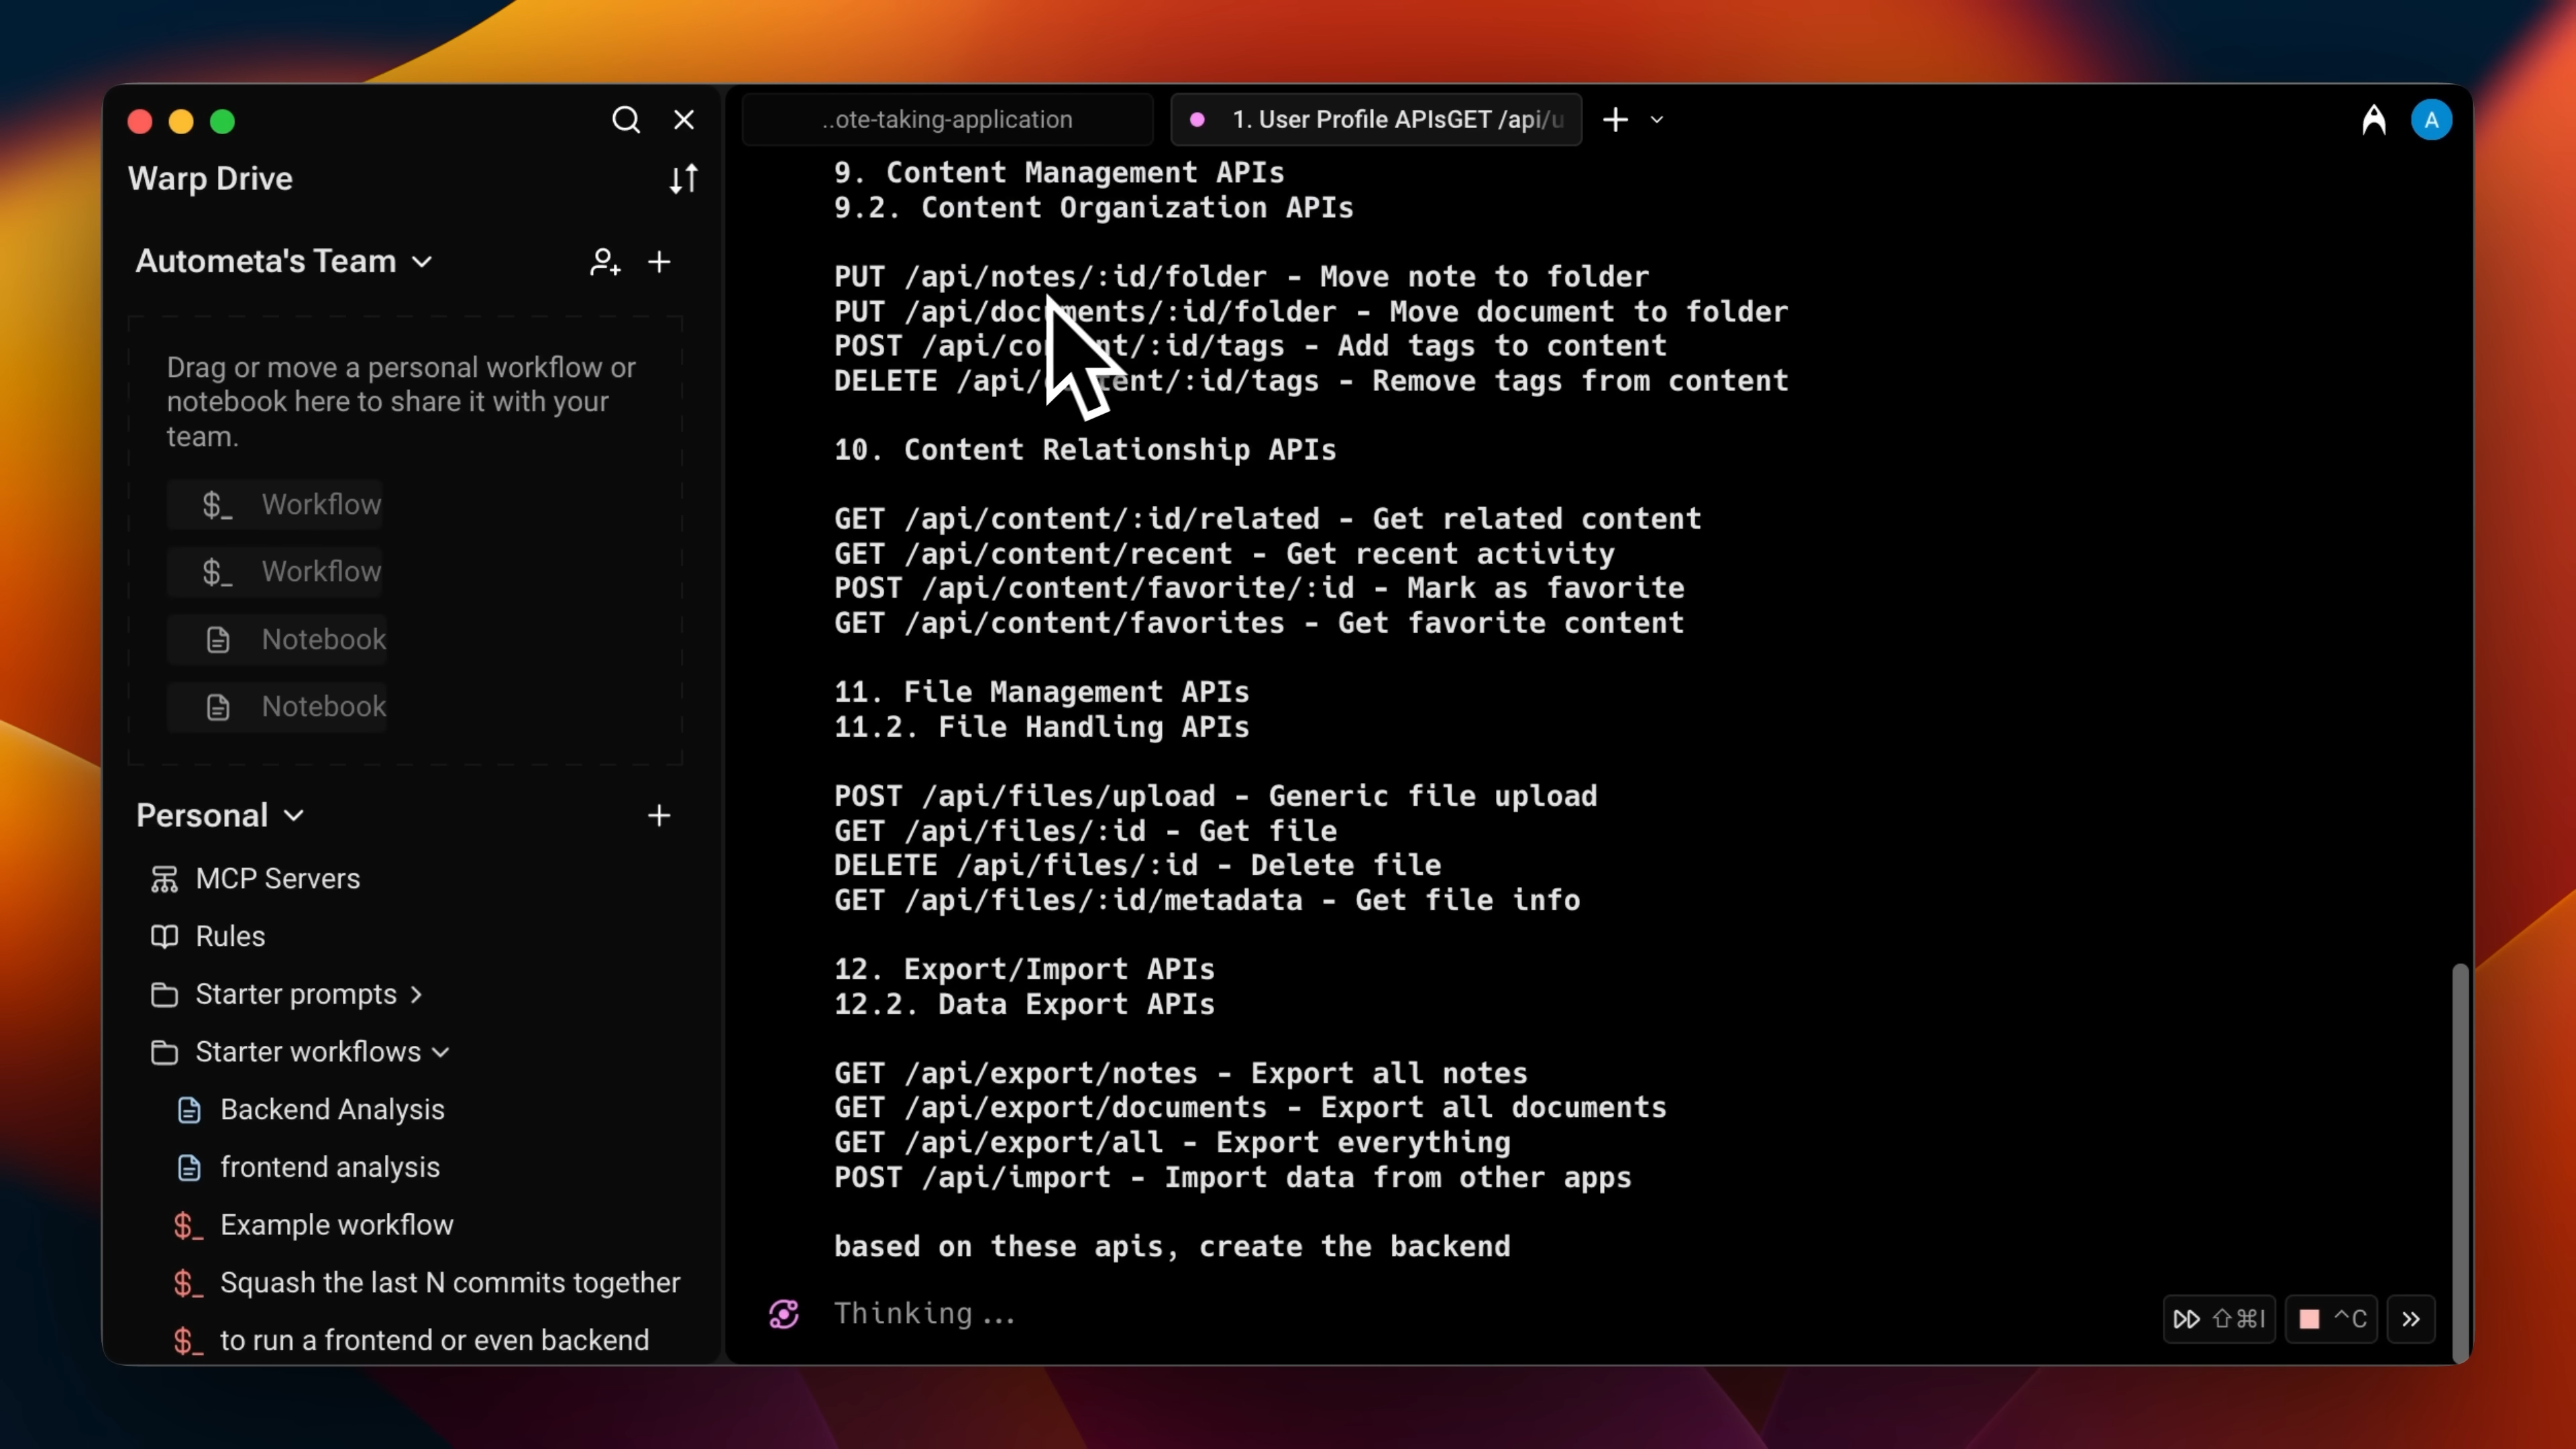 Warp Drive
Autometa's Team
Drag or move a personal workflow or
notebook here to share it with your
team.
$_ Workflow
$_ Workflow
Notebook
Notebook
Personal
MCP Servers
Rules
Starter prompts
Starter workflows
Backend Analysis
frontend analysis
$_ Example workflow
$_ Squash the last N commits together
$_ to run a frontend or even backend
..ote-taking-application
1. User Profile APIsGET /api/u
A
9. Content Management APIs
9.2. Content Organization APIs
PUT /api/notes/:id/folder - Move note to folder
PUT /api/documents/:id/folder - Move document to folder
POST /api/content/:id/tags - Add tags to content
DELETE /api/content/:id/tags - Remove tags from content
10. Content Relationship APIs
GET /api/content/:id/related - Get related content
GET /api/content/recent - Get recent activity
POST /api/content/favorite/:id - Mark as favorite
GET /api/content/favorites - Get favorite content
11. File Management APIs
11.2. File Handling APIs
POST /api/files/upload - Generic file upload
GET /api/files/:id - Get file
DELETE /api/files/:id - Delete file
GET /api/files/:id/metadata - Get file info
12. Export/Import APIs
12.2. Data Export APIs
GET /api/export/notes - Export all notes
GET /api/export/documents - Export all documents
GET /api/export/all - Export everything
POST /api/import - Import data from other apps
based on these apis, create the backend
Thinking...
⇧⌘I
^C